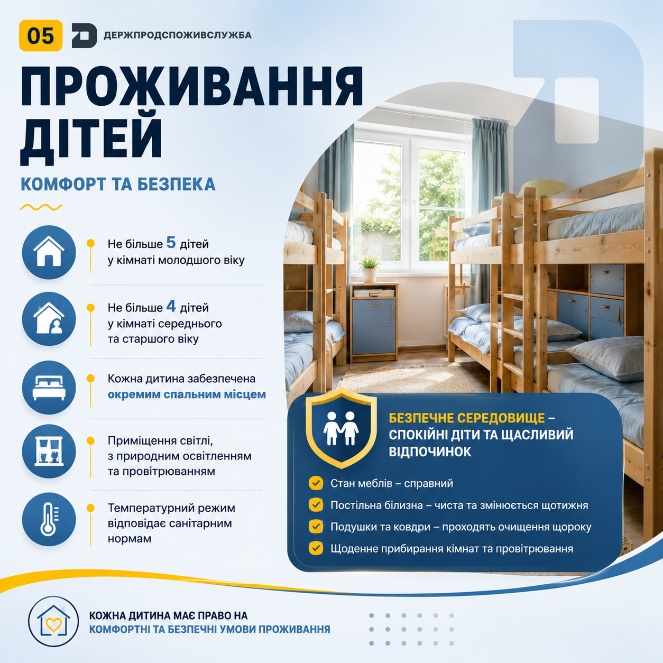 05 ДЕРЖПРОДСПОЖИВСЛУЖБА
ПРОЖИВАННЯ
ДІТЕЙ
КОМФОРТ ТА БЕЗПЕКА
Не більше 5 дітей
у кімнаті молодшого віку
Не більше 4 дітей
у кімнаті середнього
та старшого віку
Кожна дитина забезпечена
окремим спальним місцем
Приміщення світлі,
з природним освітленням
та провітрюванням
Температурний режим
відповідає санітарним
нормам
БЕЗПЕЧНЕ СЕРЕДОВИЩЕ –
СПОКІЙНІ ДІТИ ТА ЩАСЛИВИЙ
ВІДПОЧИНОК
Стан меблів – справний
Постільна білизна – чиста та змінюється щотижня
Подушки та ковдри – проходять очищення щороку
Щоденне прибирання кімнат та провітрювання
КОЖНА ДИТИНА МАЄ ПРАВО НА
КОМФОРТНІ ТА БЕЗПЕЧНІ УМОВИ ПРОЖИВАННЯ